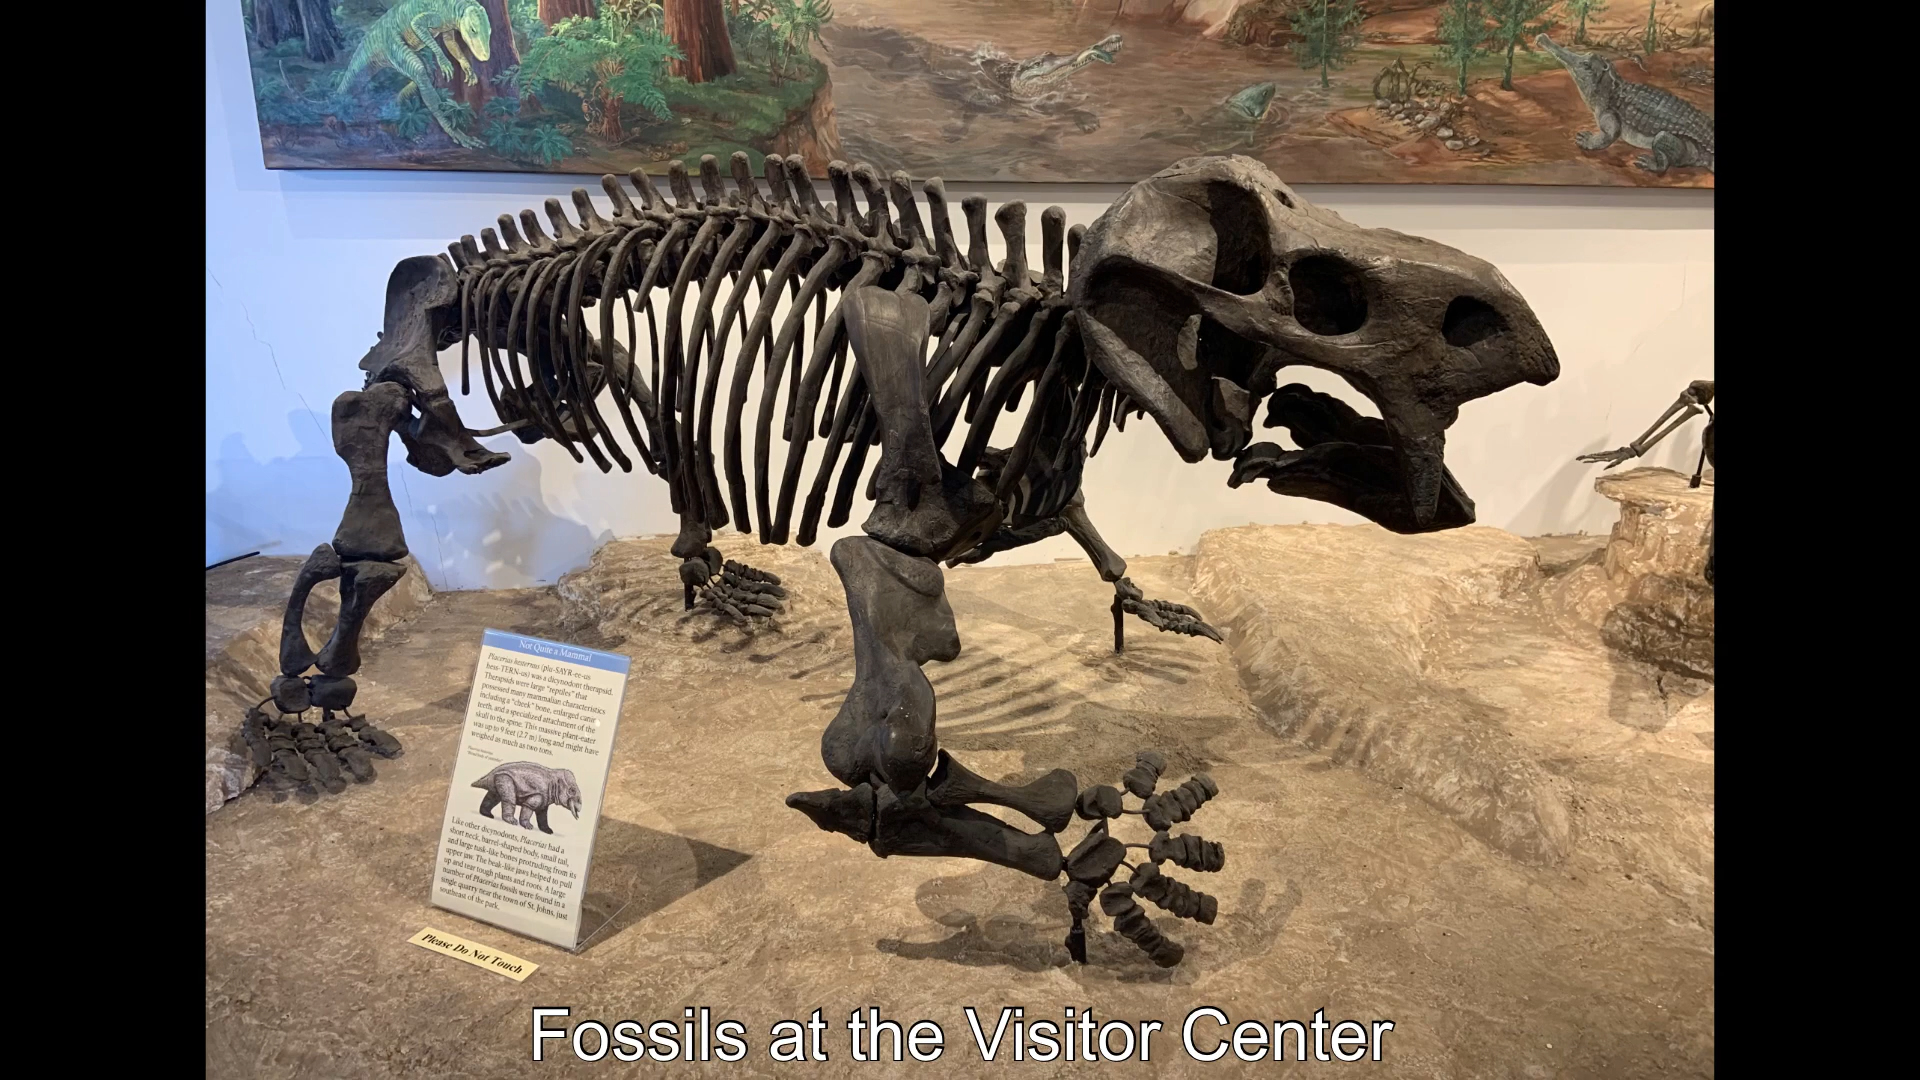 Not Quite a Mammal
Placerias hesternus (pla-SAYR-ee-us
hess-TERN-us) was a dicynodont therapsid.
Therapsids were large "reptiles" that
possessed many mammalian characteristics
including a "cheek" bone, enlarged canine
teeth, and a specialized attachment of the
skull to the spine. This massive plant-eater
was up to 9 feet (2.7 m) long and might have
weighed as much as two tons.
Like other dicynodonts, Placerias had a
short neck, barrel-shaped body, small tail,
and large tusk-like bones protruding from its
upper jaw. The beak-like jaws helped to pull
up and tear tough plants and roots. A large
number of Placerias fossils were found in a
single quarry near the town of St. Johns, just
southeast of the park.
Please Do Not Touch
Fossils at the Visitor Center